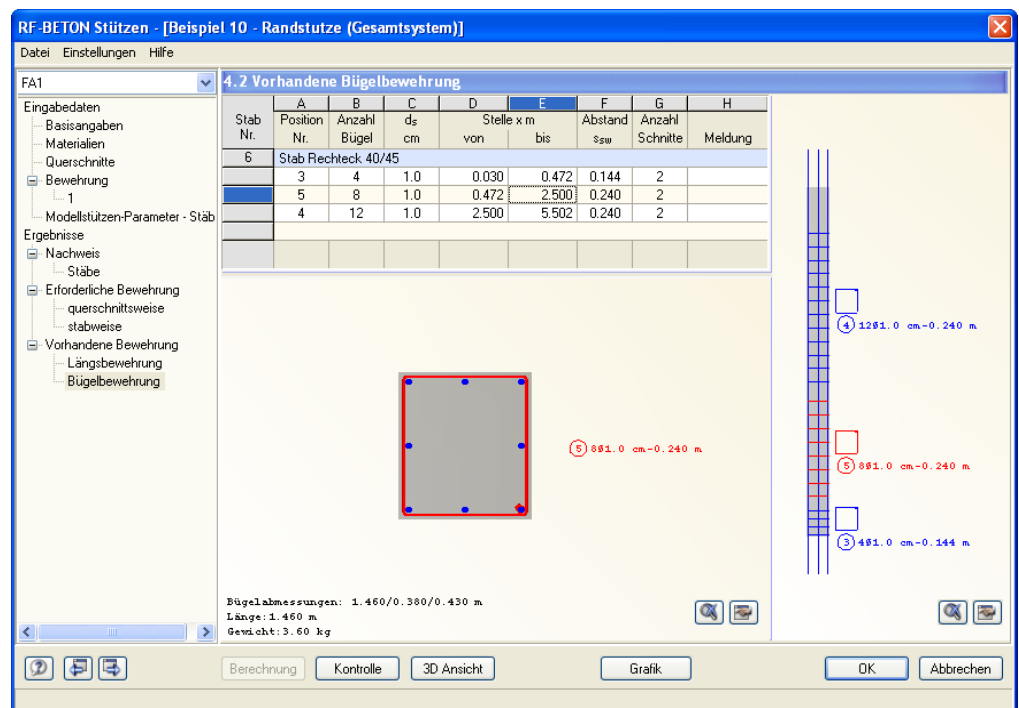 RF-BETON Stützen - [Beispiel 10 - Randstutze (Gesamtsystem)]
Datei Einstellungen Hilfe
FA1
Eingabedaten
Basisangaben
Materialien
Querschnitte
Bewehrung
1
Modellstützen-Parameter - Stäb
Ergebnisse
Nachweis
Stäbe
Erforderliche Bewehrung
querschnittsweise
stabweise
Vorhandene Bewehrung
Längsbewehrung
Bügelbewehrung
4.2 Vorhandene Bügelbewehrung
A B C D E F G H
Stab Position Anzahl ds Stelle x m Abstand Anzahl
Nr. Nr. Bügel cm von bis ssw Schnitte Meldung
6 Stab Rechteck 40/45
3 4 1.0 0.030 0.472 0.144 2
5 8 1.0 0.472 2.500 0.240 2
4 12 1.0 2.500 5.502 0.240 2
5 8Ø1.0 cm-0.240 m
Bügelabmessungen: 1.460/0.380/0.430 m
Länge:1.460 m
Gewicht:3.60 kg
4 12Ø1.0 cm-0.240 m
5 8Ø1.0 cm-0.240 m
3 4Ø1.0 cm-0.144 m
Berechnung Kontrolle 3D Ansicht Grafik OK Abbrechen